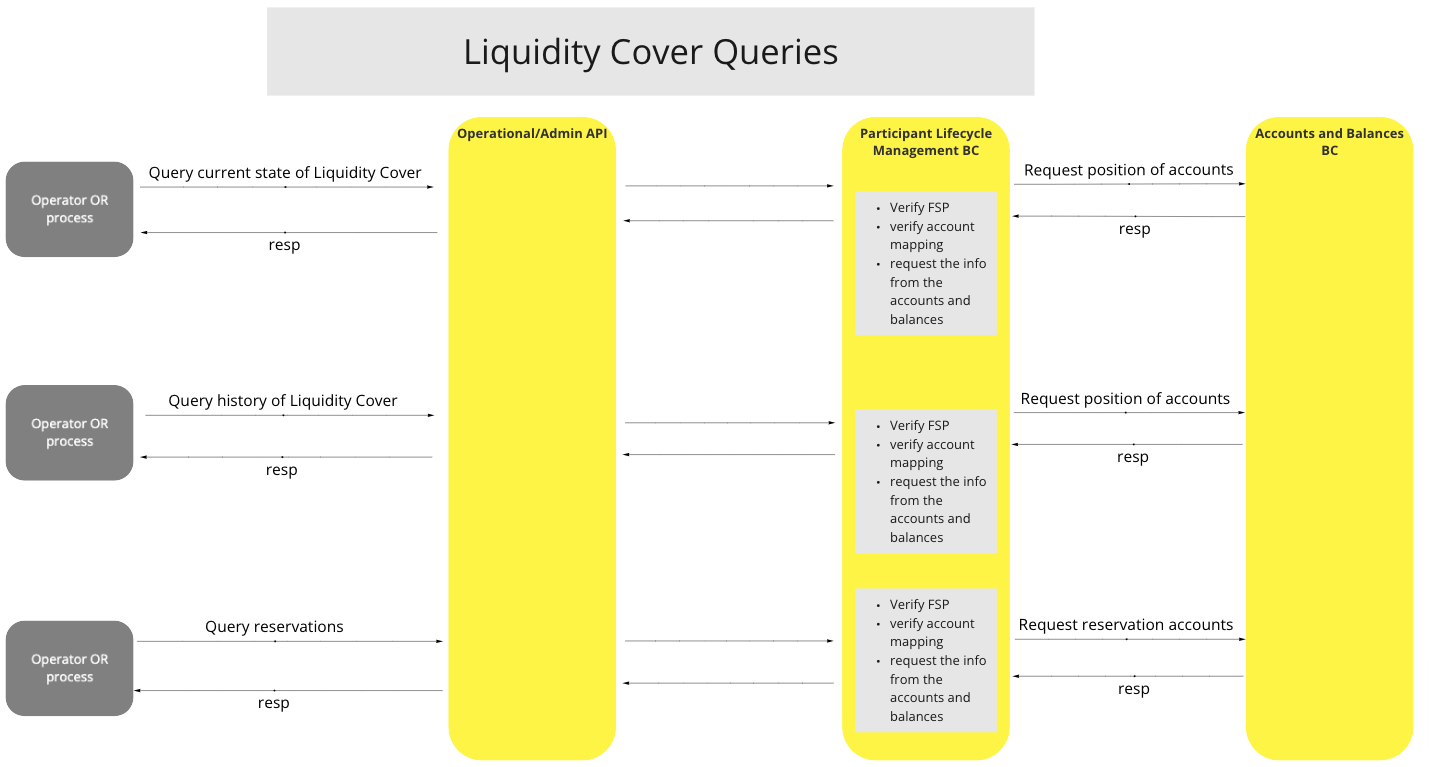 Liquidity Cover Queries
Operational/Admin API
Participant Lifecycle
Management BC
Accounts and Balances
BC
Operator OR
process
Query current state of Liquidity Cover
resp
• Verify FSP
• verify account
mapping
• request the info
from the
accounts and
balances
Request position of accounts
resp
Operator OR
process
Query history of Liquidity Cover
resp
• Verify FSP
• verify account
mapping
• request the info
from the
accounts and
balances
Request position of accounts
resp
Operator OR
process
Query reservations
resp
• Verify FSP
• verify account
mapping
• request the info
from the
accounts and
balances
Request reservation accounts
resp